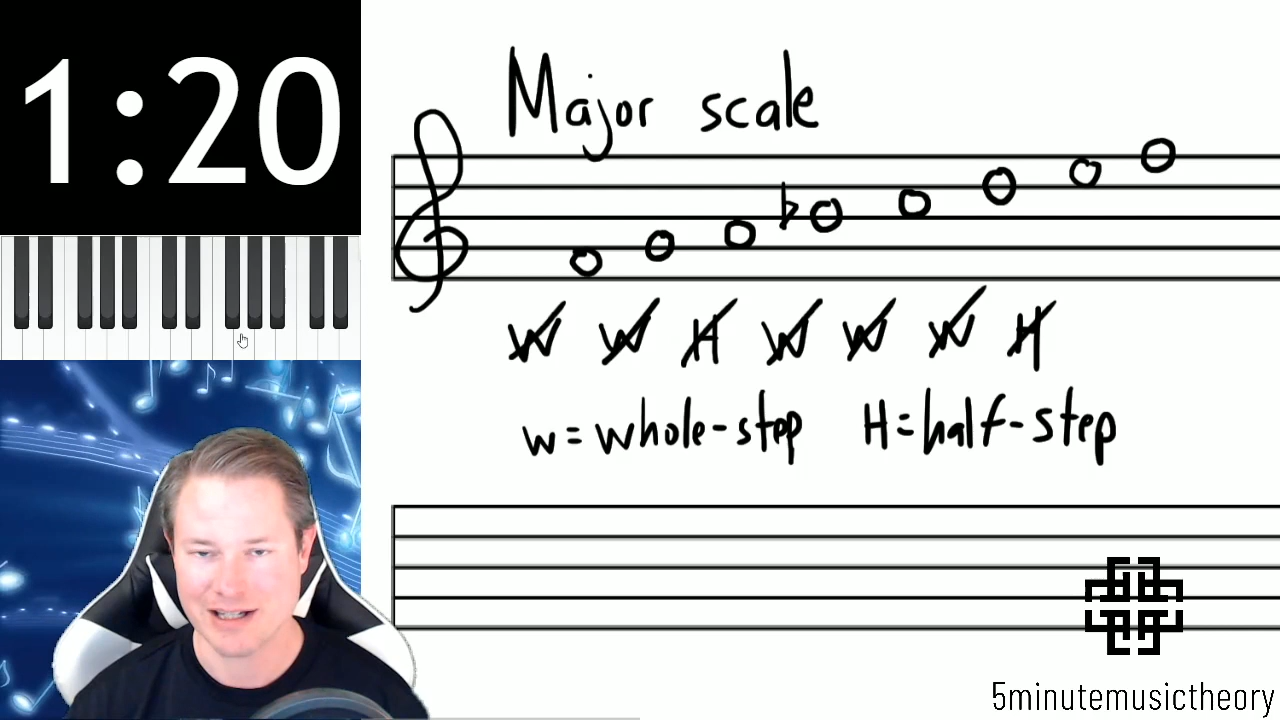 1:20
Major scale
♭
W W H W W W H
w = whole-step H = half-step
5minutemusictheory